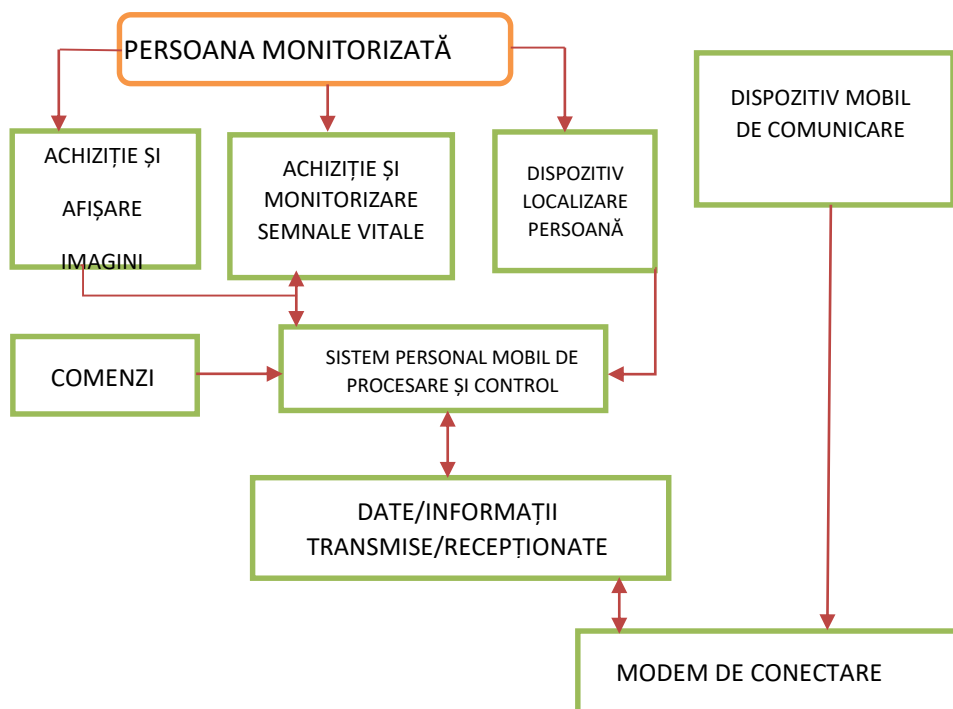 PERSOANA MONITORIZATĂ
DISPOZITIV MOBIL
DE COMUNICARE
ACHIZIȚIE ȘI
AFIȘARE
IMAGINI
ACHIZIȚIE ȘI
MONITORIZARE
SEMNALE VITALE
DISPOZITIV
LOCALIZARE
PERSOANĂ
COMENZI
SISTEM PERSONAL MOBIL DE
PROCESARE ȘI CONTROL
DATE/INFORMAȚII
TRANSMISE/RECEPȚIONATE
MODEM DE CONECTARE